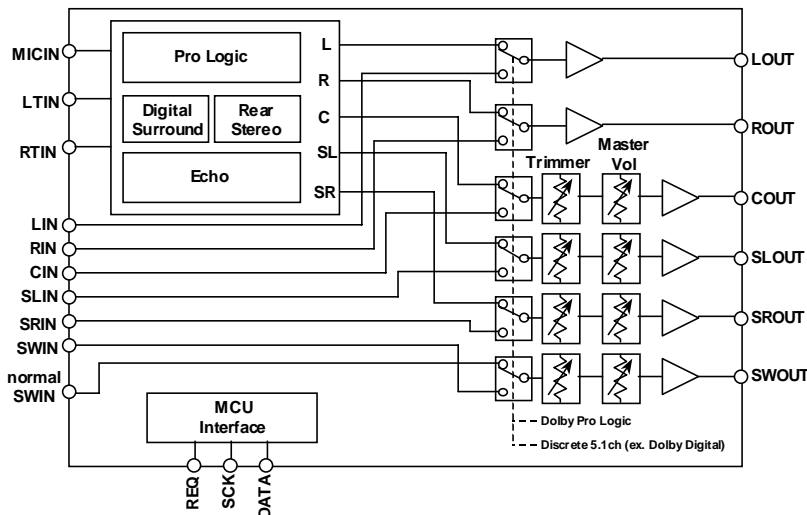 MICIN
LTIN
RTIN
LIN
RIN
CIN
SLIN
SRIN
SWIN
normal
SWIN
Pro Logic
Digital
Surround
Rear
Stereo
Echo
L
R
C
SL
SR
Trimmer
Master
Vol
LOUT
ROUT
COUT
SLOUT
SROUT
SWOUT
MCU
Interface
Dolby Pro Logic
Discrete 5.1ch (ex. Dolby Digital)
REQ
SCK
DATA